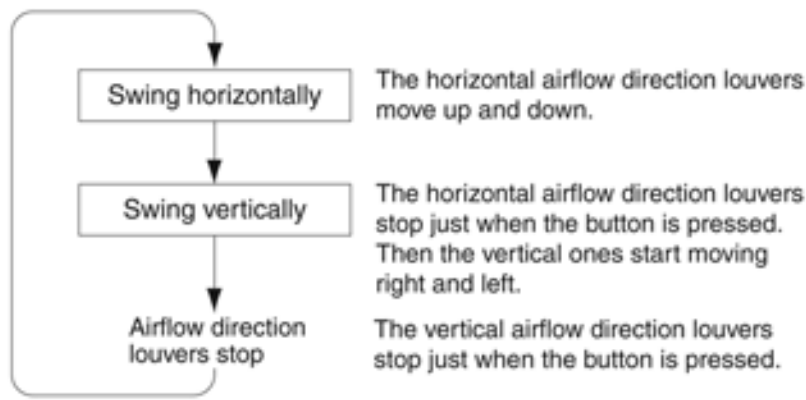 Swing horizontally
The horizontal airflow direction louvers
move up and down.
Swing vertically
The horizontal airflow direction louvers
stop just when the button is pressed.
Then the vertical ones start moving
right and left.
Airflow direction
louvers stop
The vertical airflow direction louvers
stop just when the button is pressed.